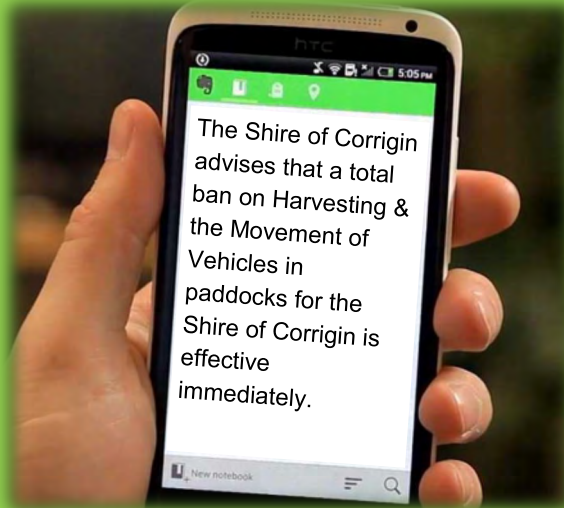 hTC
5:05 PM
The Shire of Corrigin
advises that a total
ban on Harvesting &
the Movement of
Vehicles in
paddocks for the
Shire of Corrigin is
effective
immediately.
New notebook